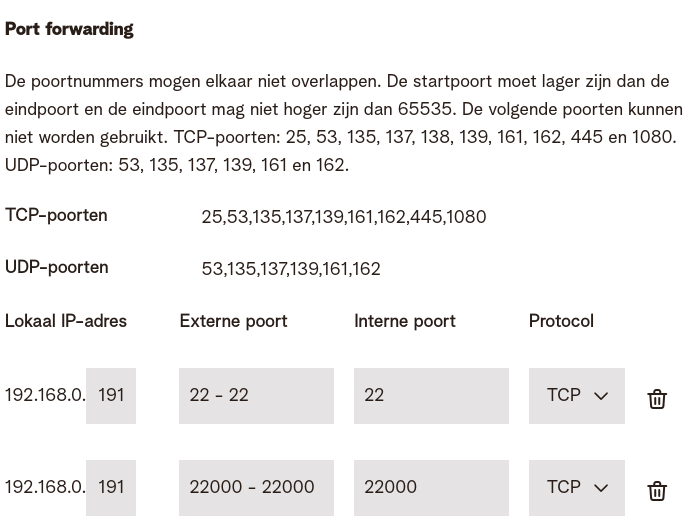 Port forwarding
De poortnummers mogen elkaar niet overlappen. De startpoort moet lager zijn dan de
eindpoort en de eindpoort mag niet hoger zijn dan 65535. De volgende poorten kunnen
niet worden gebruikt. TCP-poorten: 25, 53, 135, 137, 138, 139, 161, 162, 445 en 1080.
UDP-poorten: 53, 135, 137, 139, 161 en 162.
TCP-poorten 25,53,135,137,139,161,162,445,1080
UDP-poorten 53,135,137,139,161,162
Lokaal IP-adres Externe poort Interne poort Protocol
192.168.0. 191 22 - 22 22 TCP
192.168.0. 191 22000 - 22000 22000 TCP